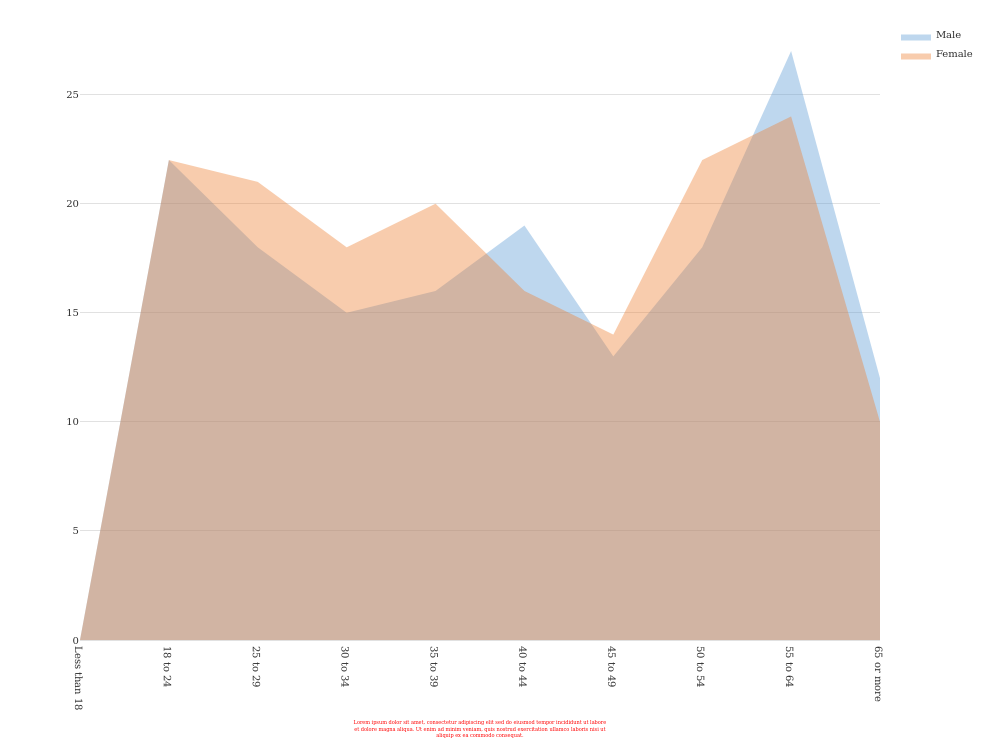 Male
Female
25
20
15
10
5
0
Less than 18
18 to 24
25 to 29
30 to 34
35 to 39
40 to 44
45 to 49
50 to 54
55 to 64
65 or more
Lorem ipsum dolor sit amet, consectetur adipiscing elit sed do eiusmod tempor incididunt ut labore
et dolore magna aliqua. Ut enim ad minim veniam, quis nostrud exercitation ullamco laboris nisi ut
aliquip ex ea commodo consequat.